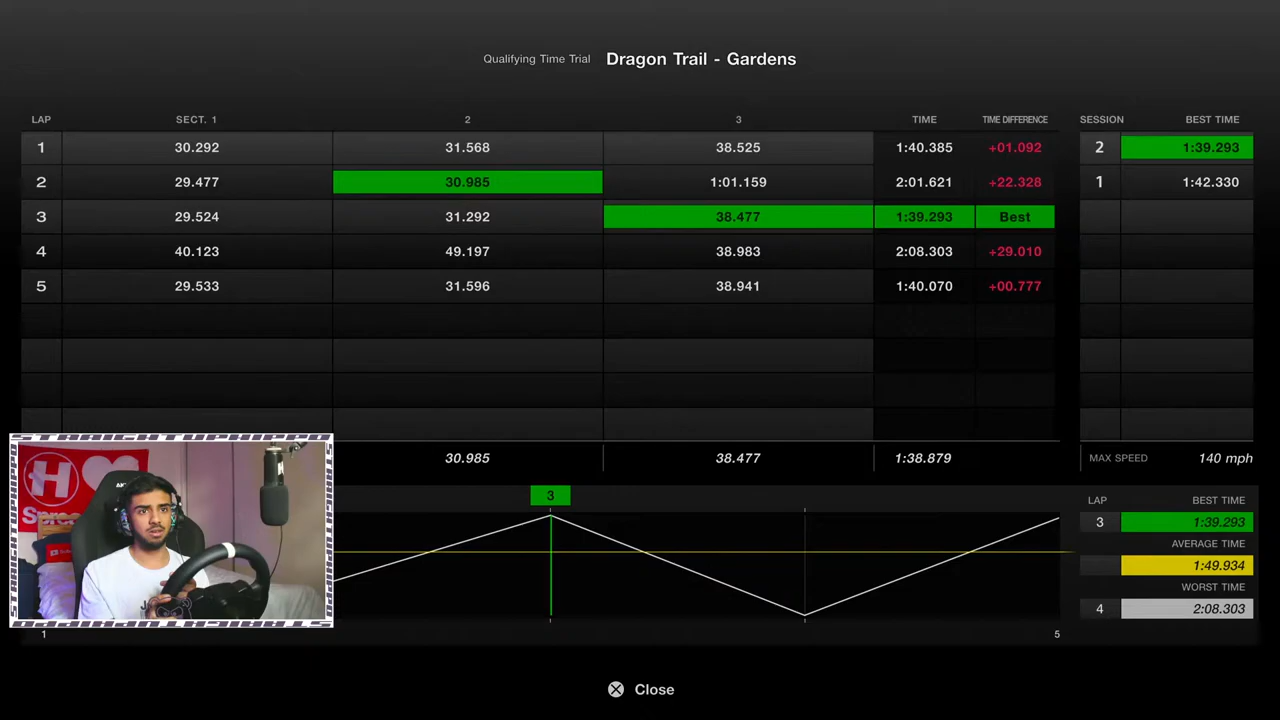 Qualifying Time Trial Dragon Trail - Gardens
LAP SECT. 1 2 3 TIME TIME DIFFERENCE SESSION BEST TIME
1 30.292 31.568 38.525 1:40.385 +01.092 2 1:39.293
2 29.477 30.985 1:01.159 2:01.621 +22.328 1 1:42.330
3 29.524 31.292 38.477 1:39.293 Best
4 40.123 49.197 38.983 2:08.303 +29.010
5 29.533 31.596 38.941 1:40.070 +00.777
STRAIGHTUPHIPPO
30.985 38.477 1:38.879 MAX SPEED 140 mph
H
Spre
3
LAP BEST TIME
3 1:39.293
AVERAGE TIME
1:49.934
WORST TIME
4 2:08.303
STRAIGHTUPHIPPO
1 5
Close